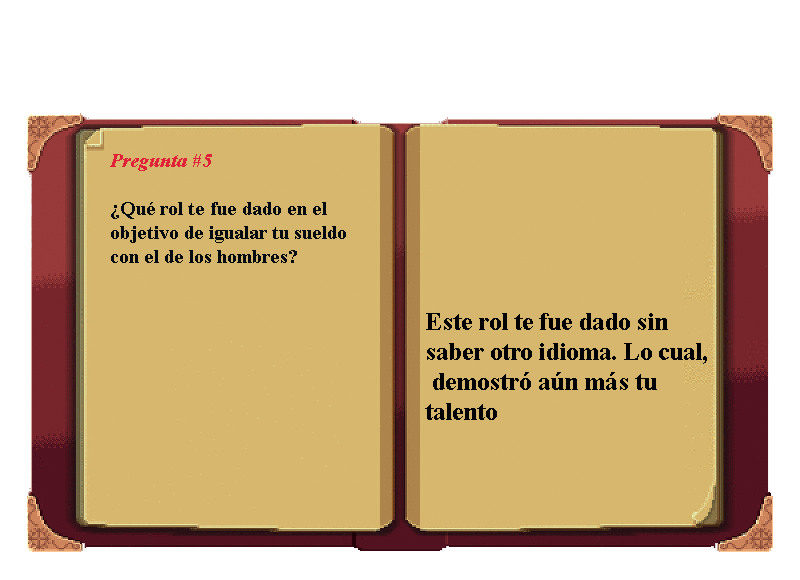 Pregunta #5
¿Qué rol te fue dado en el
objetivo de igualar tu sueldo
con el de los hombres?
Este rol te fue dado sin
saber otro idioma. Lo cual,
demostró aún más tu
talento